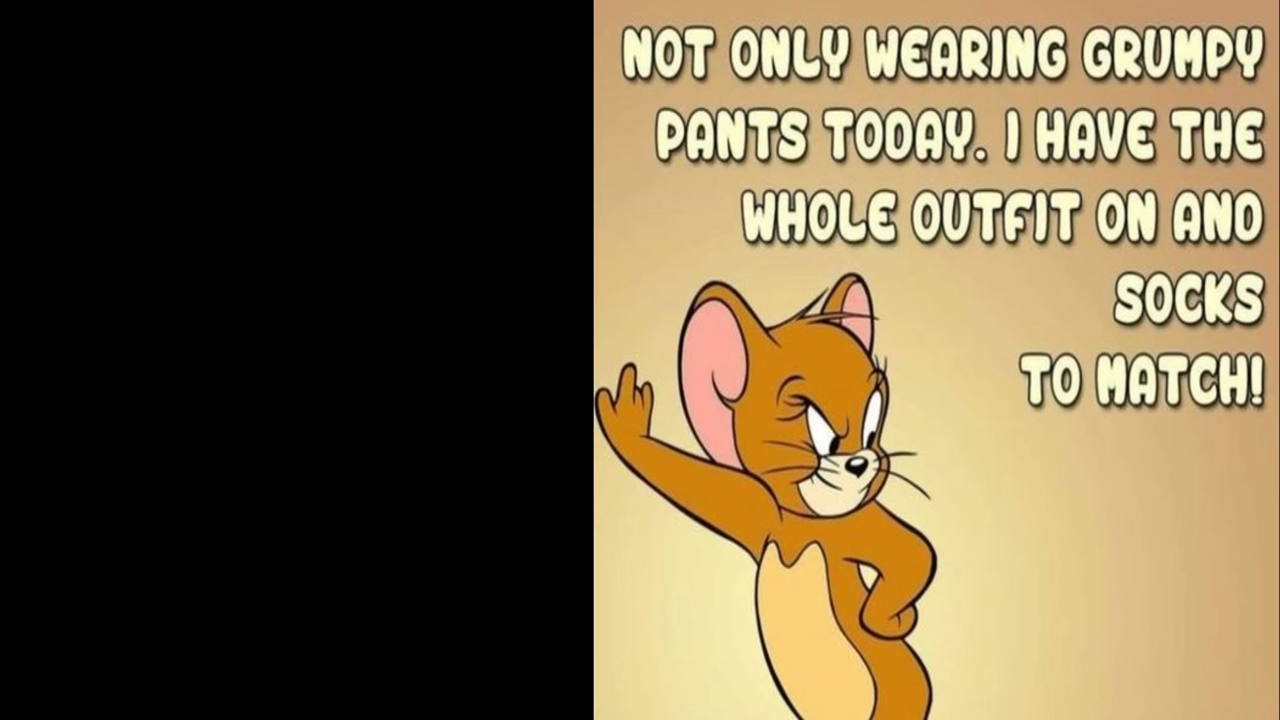 NOT ONLY WEARING GRUMPY
PANTS TODAY. I HAVE THE
WHOLE OUTFIT ON AND
SOCKS
TO MATCH!